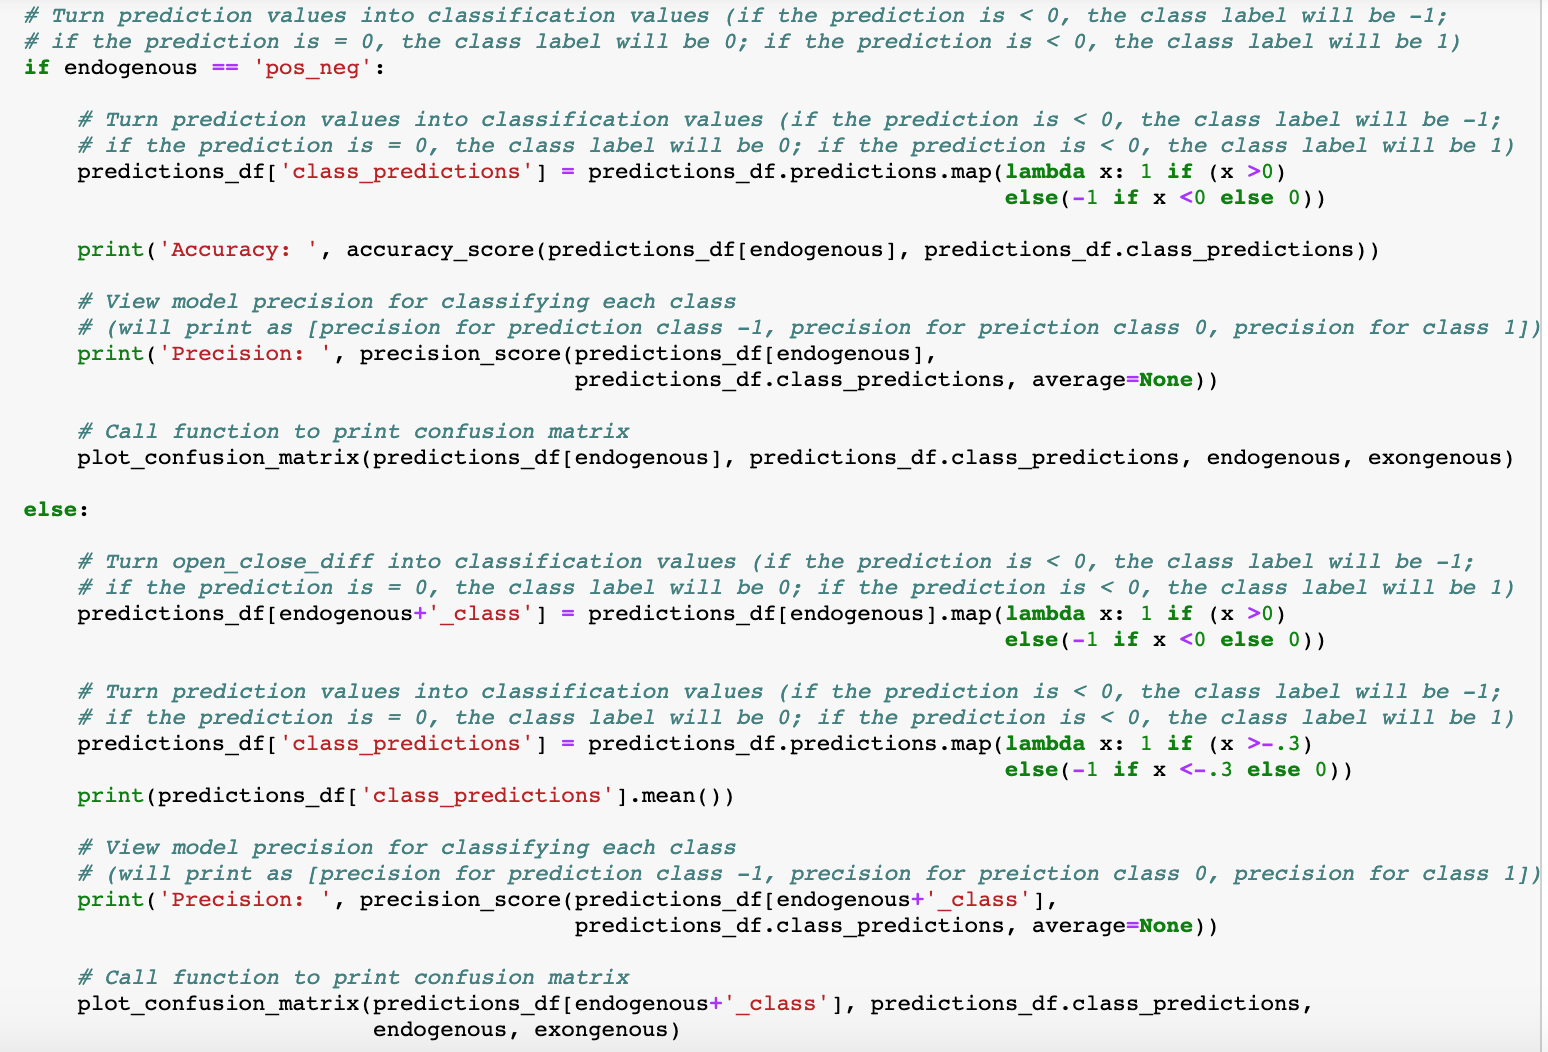 # Turn prediction values into classification values (if the prediction is < 0, the class label will be -1;
# if the prediction is = 0, the class label will be 0; if the prediction is < 0, the class label will be 1)
if endogenous == 'pos_neg':
# Turn prediction values into classification values (if the prediction is < 0, the class label will be -1;
# if the prediction is = 0, the class label will be 0; if the prediction is < 0, the class label will be 1)
predictions_df['class_predictions'] = predictions_df.predictions.map(lambda x: 1 if (x >0)
else(-1 if x <0 else 0))
print('Accuracy: ', accuracy_score(predictions_df[endogenous], predictions_df.class_predictions))
# View model precision for classifying each class
# (will print as [precision for prediction class -1, precision for preiction class 0, precision for class 1])
print('Precision: ', precision_score(predictions_df[endogenous],
predictions_df.class_predictions, average=None))
# Call function to print confusion matrix
plot_confusion_matrix(predictions_df[endogenous], predictions_df.class_predictions, endogenous, exongenous)
else:
# Turn open_close_diff into classification values (if the prediction is < 0, the class label will be -1;
# if the prediction is = 0, the class label will be 0; if the prediction is < 0, the class label will be 1)
predictions_df[endogenous+'_class'] = predictions_df[endogenous].map(lambda x: 1 if (x >0)
else(-1 if x <0 else 0))
# Turn prediction values into classification values (if the prediction is < 0, the class label will be -1;
# if the prediction is = 0, the class label will be 0; if the prediction is < 0, the class label will be 1)
predictions_df['class_predictions'] = predictions_df.predictions.map(lambda x: 1 if (x >-.3)
else(-1 if x <-.3 else 0))
print(predictions_df['class_predictions'].mean())
# View model precision for classifying each class
# (will print as [precision for prediction class -1, precision for preiction class 0, precision for class 1])
print('Precision: ', precision_score(predictions_df[endogenous+'_class'],
predictions_df.class_predictions, average=None))
# Call function to print confusion matrix
plot_confusion_matrix(predictions_df[endogenous+'_class'], predictions_df.class_predictions,
endogenous, exongenous)